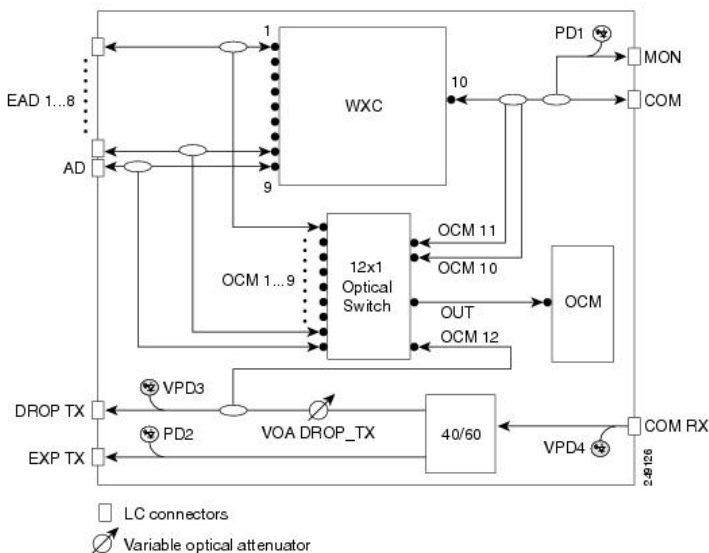 1
PD1
MON
EAD 1...8
WXC
10
COM
AD
9
OCM 11
OCM 10
OCM 1...9
12x1
Optical
Switch
OCM
OUT
OCM 12
VPD3
DROP TX
VOA DROP_TX
40/60
COM RX
PD2
VPD4
EXP TX
249126
LC connectors
Variable optical attenuator